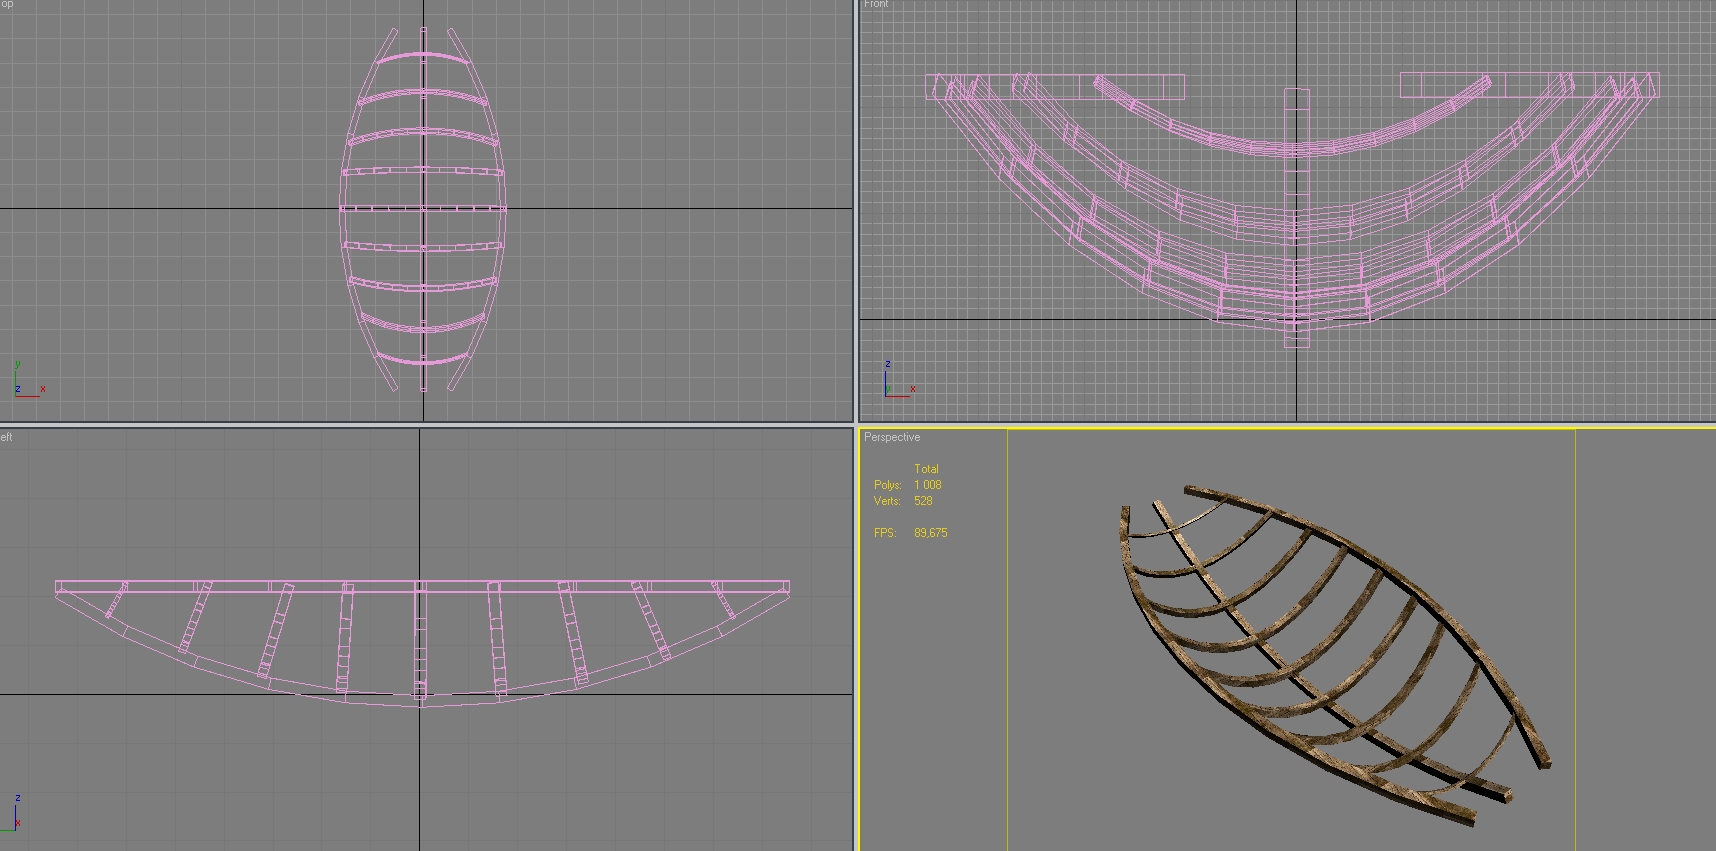 op
Front
z
y
x
y
z
x
eft
Perspective
Total
Polys: 1 008
Verts: 528
FPS: 89,675
z
x